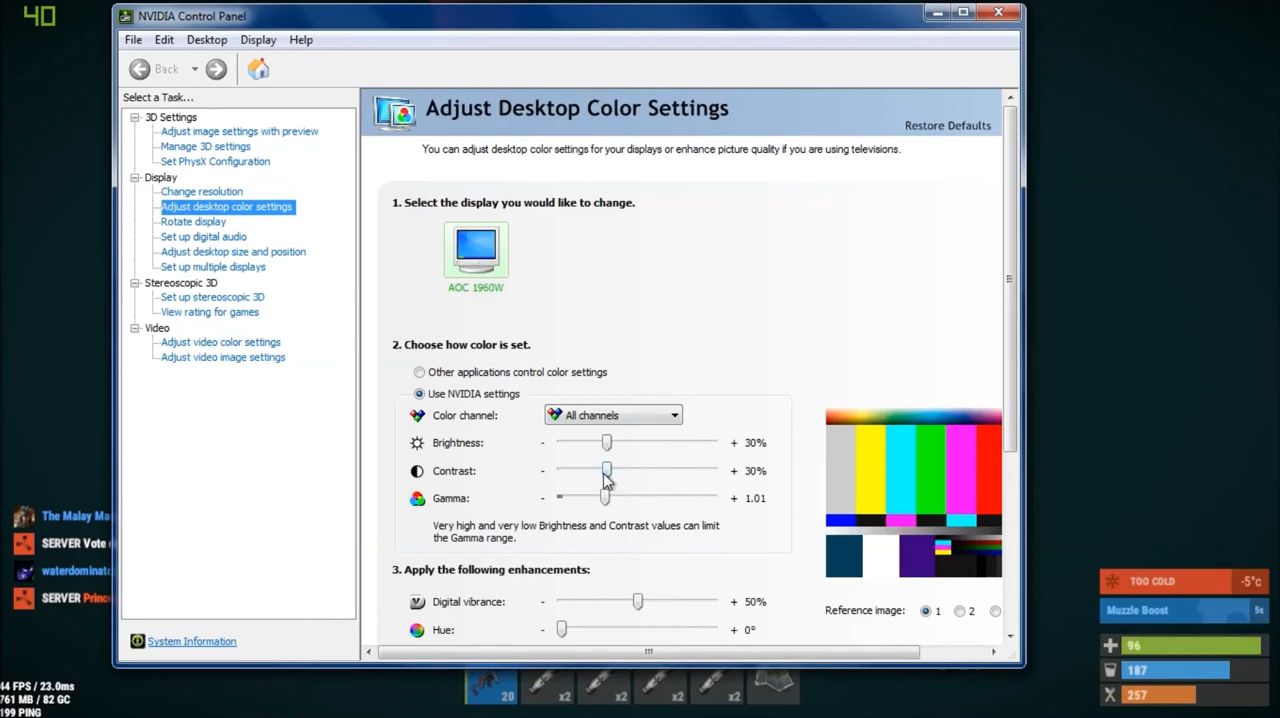 40
NVIDIA Control Panel
File Edit Desktop Display Help
Back
Select a Task...
3D Settings
Adjust image settings with preview
Manage 3D settings
Set PhysX Configuration
Display
Change resolution
Adjust desktop color settings
Rotate display
Set up digital audio
Adjust desktop size and position
Set up multiple displays
Stereoscopic 3D
Set up stereoscopic 3D
View rating for games
Video
Adjust video color settings
Adjust video image settings
System Information
Adjust Desktop Color Settings
Restore Defaults
You can adjust desktop color settings for your displays or enhance picture quality if you are using televisions.
1. Select the display you would like to change.
AOC 1960W
2. Choose how color is set.
Other applications control color settings
Use NVIDIA settings
Color channel: All channels
Brightness: - + 30%
Contrast: - + 30%
Gamma: - + 1.01
Very high and very low Brightness and Contrast values can limit
the Gamma range.
3. Apply the following enhancements:
Digital vibrance: - + 50%
Hue: - + 0°
Reference image: 1 2
The Malay Ma
SERVER Vote
waterdominato
SERVER Princ
44 FPS / 23.0ms
761 MB / 82 GC
199 PING
20 x2 x2 x2 x2
TOO COLD -5°c
Muzzle Boost 5s
96
187
257